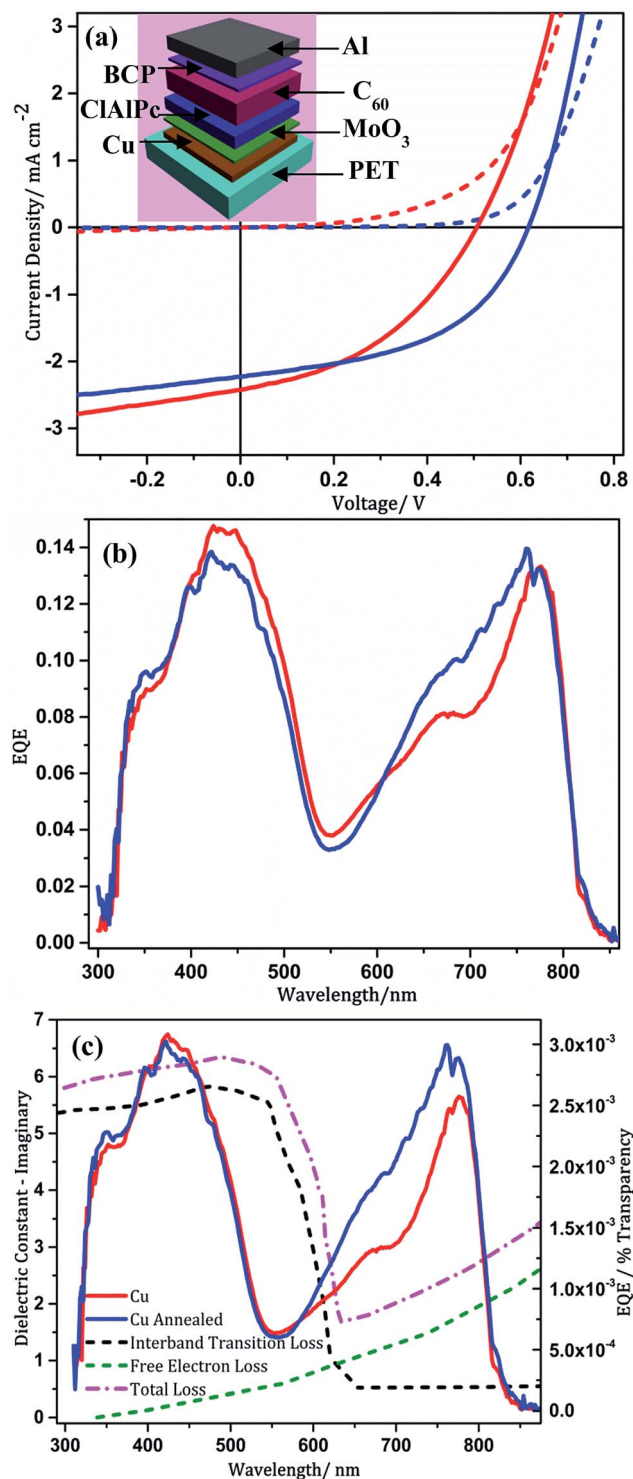 (a)
Al
BCP
C60
ClAlPc
MoO3
Cu
PET
Current Density/ mA cm-2
3
2
1
0
-1
-2
-3
-0.2 0.0 0.2 0.4 0.6 0.8
Voltage/ V
(b)
EQE
0.14
0.12
0.10
0.08
0.06
0.04
0.02
0.00
300 400 500 600 700 800
Wavelength/nm
(c)
Dielectric Constant - Imaginary
7
6
5
4
3
2
1
0
Cu
Cu Annealed
Interband Transition Loss
Free Electron Loss
Total Loss
3.0x10-3
2.5x10-3
2.0x10-3
1.5x10-3
1.0x10-3
5.0x10-4
0.0
EQE / % Transparency
300 400 500 600 700 800
Wavelength/ nm